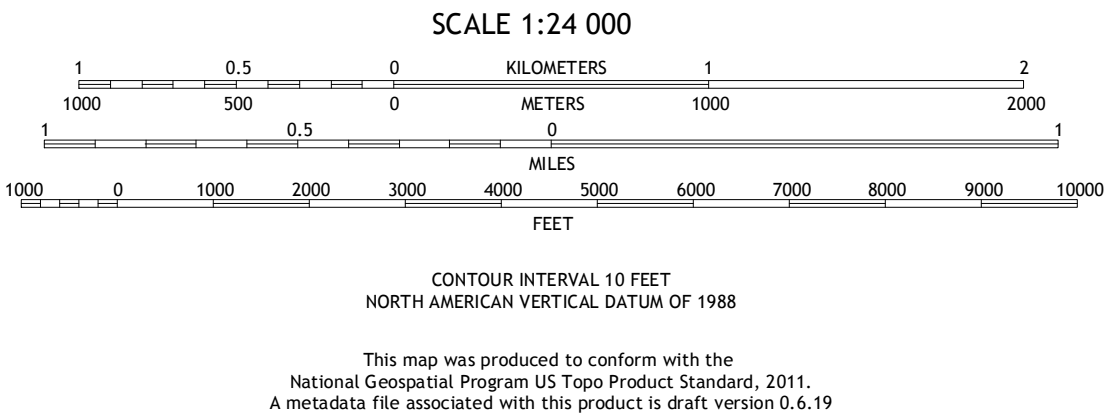 SCALE 1:24 000
1 0.5 0 KILOMETERS 1 2
1000 500 0 METERS 1000 2000
1 0.5 0 1
MILES
1000 0 1000 2000 3000 4000 5000 6000 7000 8000 9000 10000
FEET
CONTOUR INTERVAL 10 FEET
NORTH AMERICAN VERTICAL DATUM OF 1988
This map was produced to conform with the
National Geospatial Program US Topo Product Standard, 2011.
A metadata file associated with this product is draft version 0.6.19